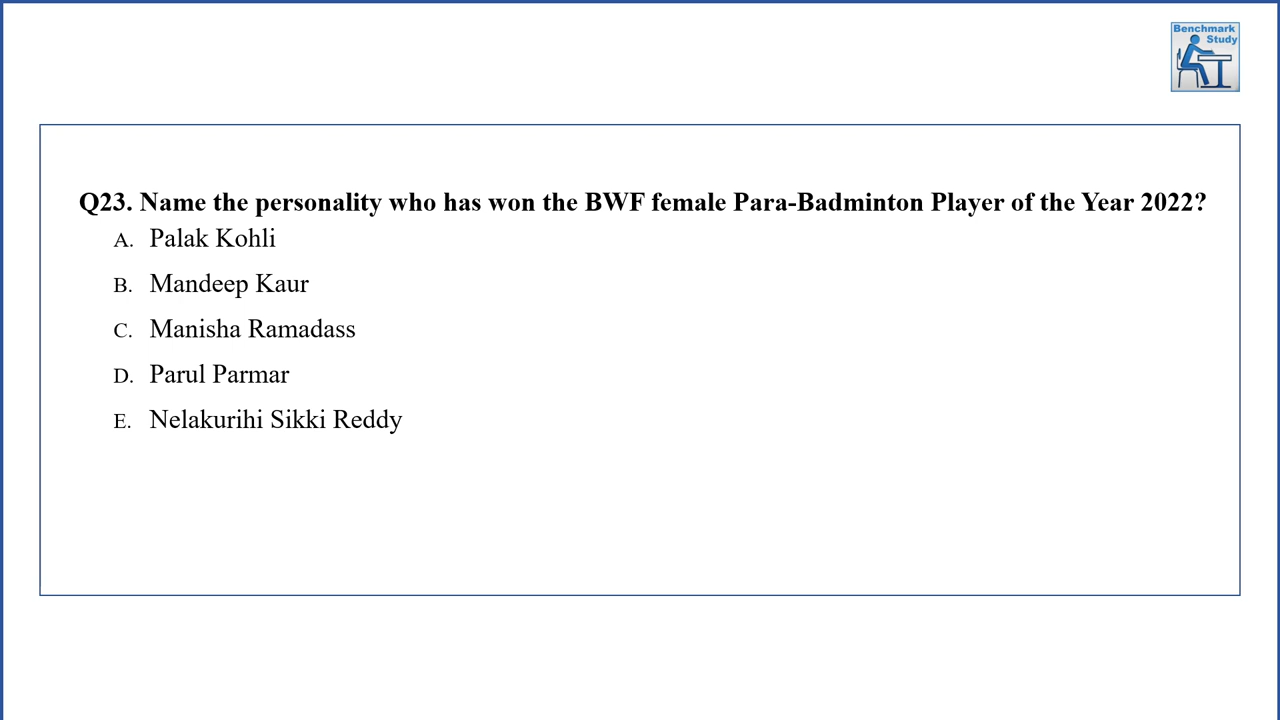 Benchmark
Study
Q23. Name the personality who has won the BWF female Para-Badminton Player of the Year 2022?
A. Palak Kohli
B. Mandeep Kaur
C. Manisha Ramadass
D. Parul Parmar
E. Nelakurihi Sikki Reddy